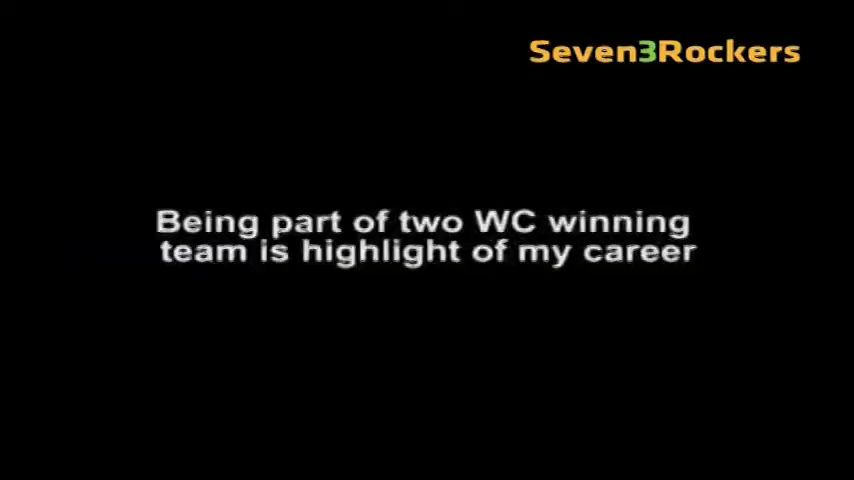 Seven3Rockers
Being part of two WC winning
team is highlight of my career